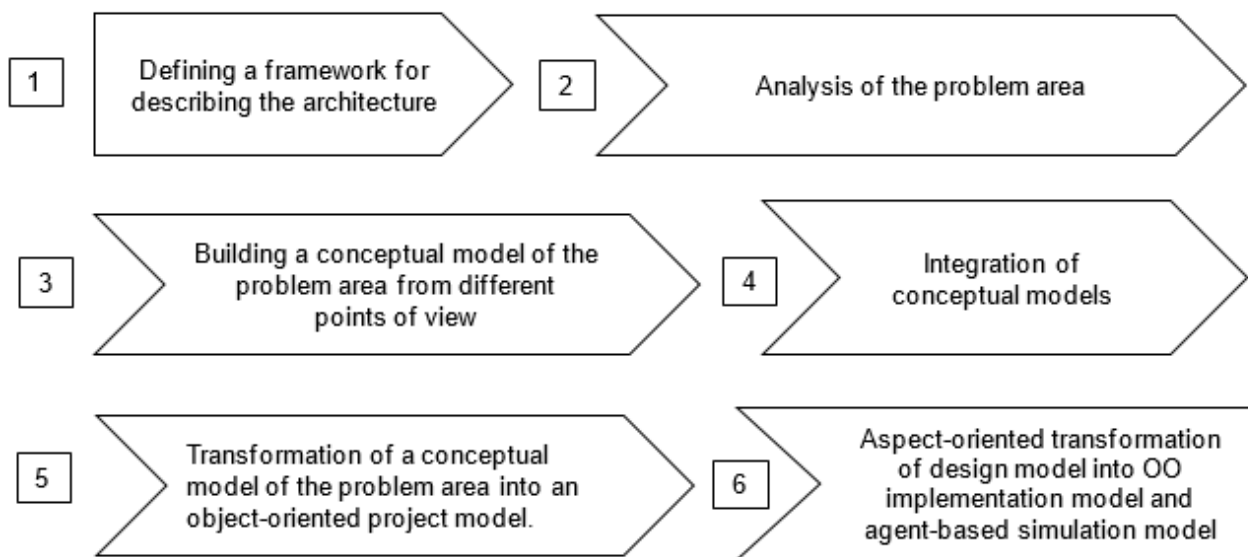 1
Defining a framework for
describing the architecture
2
Analysis of the problem area
3
Building a conceptual model of the
problem area from different
points of view
4
Integration of
conceptual models
5
Transformation of a conceptual
model of the problem area into an
object-oriented project model.
6
Aspect-oriented transformation
of design model into OO
implementation model and
agent-based simulation model